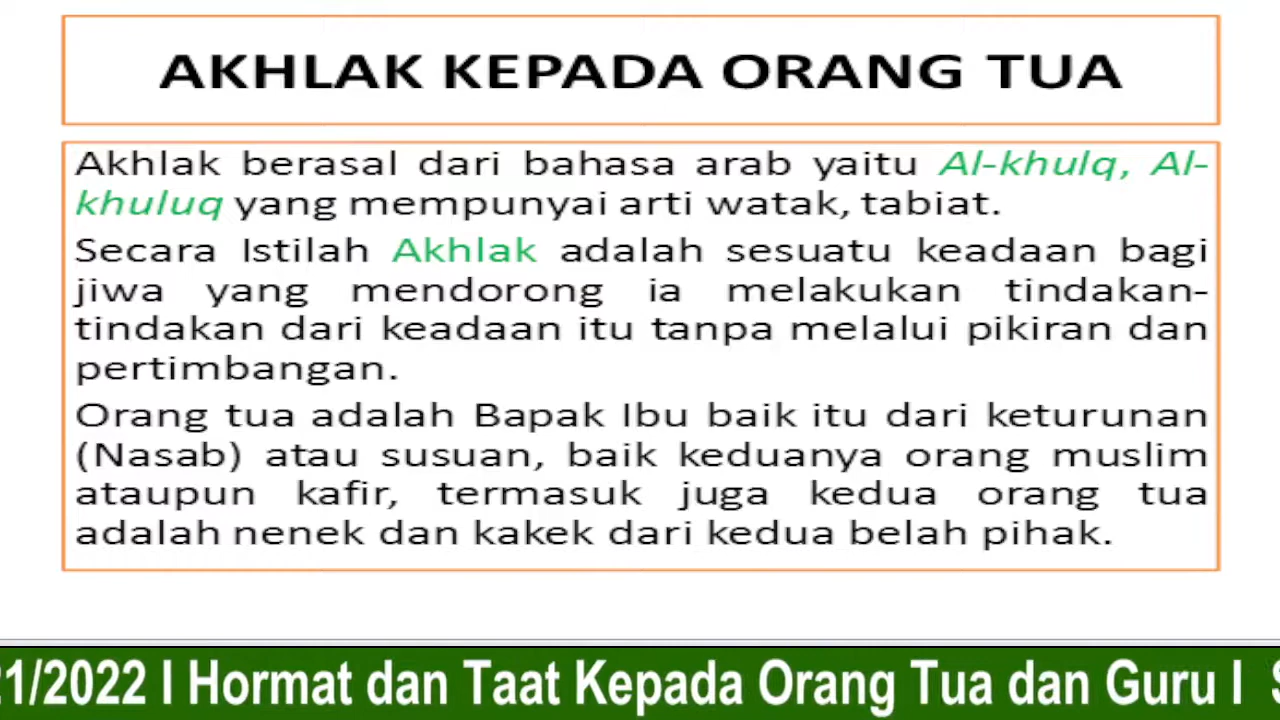 AKHLAK KEPADA ORANG TUA
Akhlak berasal dari bahasa arab yaitu Al-khulq, Al-
khuluq yang mempunyai arti watak, tabiat.
Secara Istilah Akhlak adalah sesuatu keadaan bagi
jiwa yang mendorong ia melakukan tindakan-
tindakan dari keadaan itu tanpa melalui pikiran dan
pertimbangan.
Orang tua adalah Bapak Ibu baik itu dari keturunan
(Nasab) atau susuan, baik keduanya orang muslim
ataupun kafir, termasuk juga kedua orang tua
adalah nenek dan kakek dari kedua belah pihak.
21/2022 I Hormat dan Taat Kepada Orang Tua dan Guru I